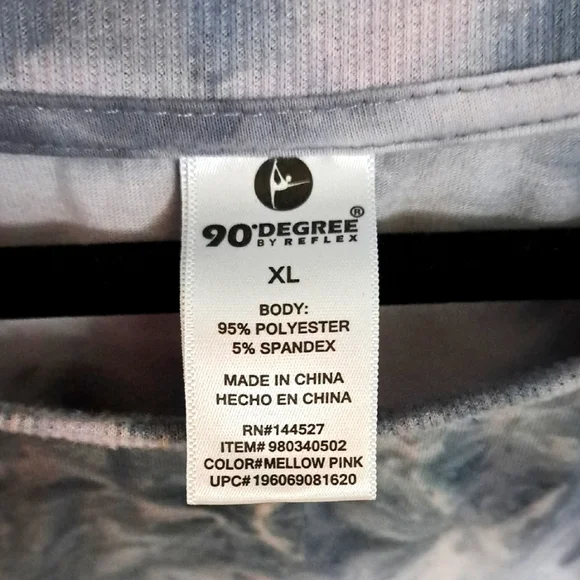 90°DEGREE®
BY REFLEX
XL
BODY:
95% POLYESTER
5% SPANDEX
MADE IN CHINA
HECHO EN CHINA
RN#144527
ITEM# 980340502
COLOR#MELLOW PINK
UPC#196069081620